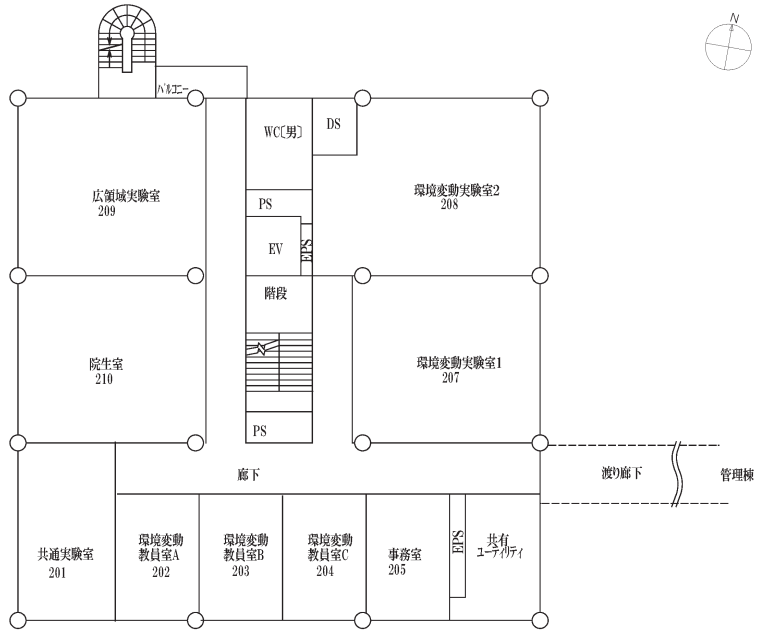 N
バルコニー
WC〔男〕
DS
広領域実験室
209
環境変動実験室2
208
PS
EV
EPS
階段
院生室
210
環境変動実験室1
207
PS
廊下
渡り廊下
管理棟
共通実験室
201
環境変動
教員室A
202
環境変動
教員室B
203
環境変動
教員室C
204
事務室
205
EPS
共有
ユーティリティ